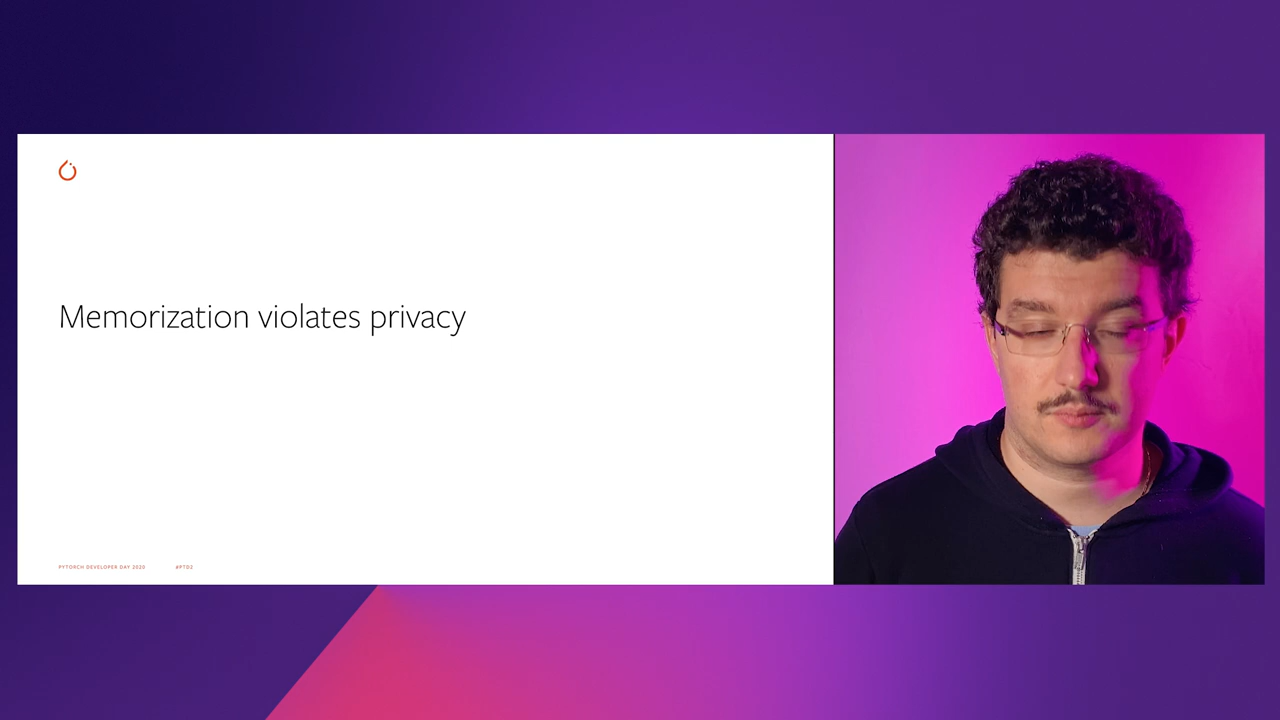 Memorization violates privacy
PYTORCH DEVELOPER DAY 2020 #PTD2